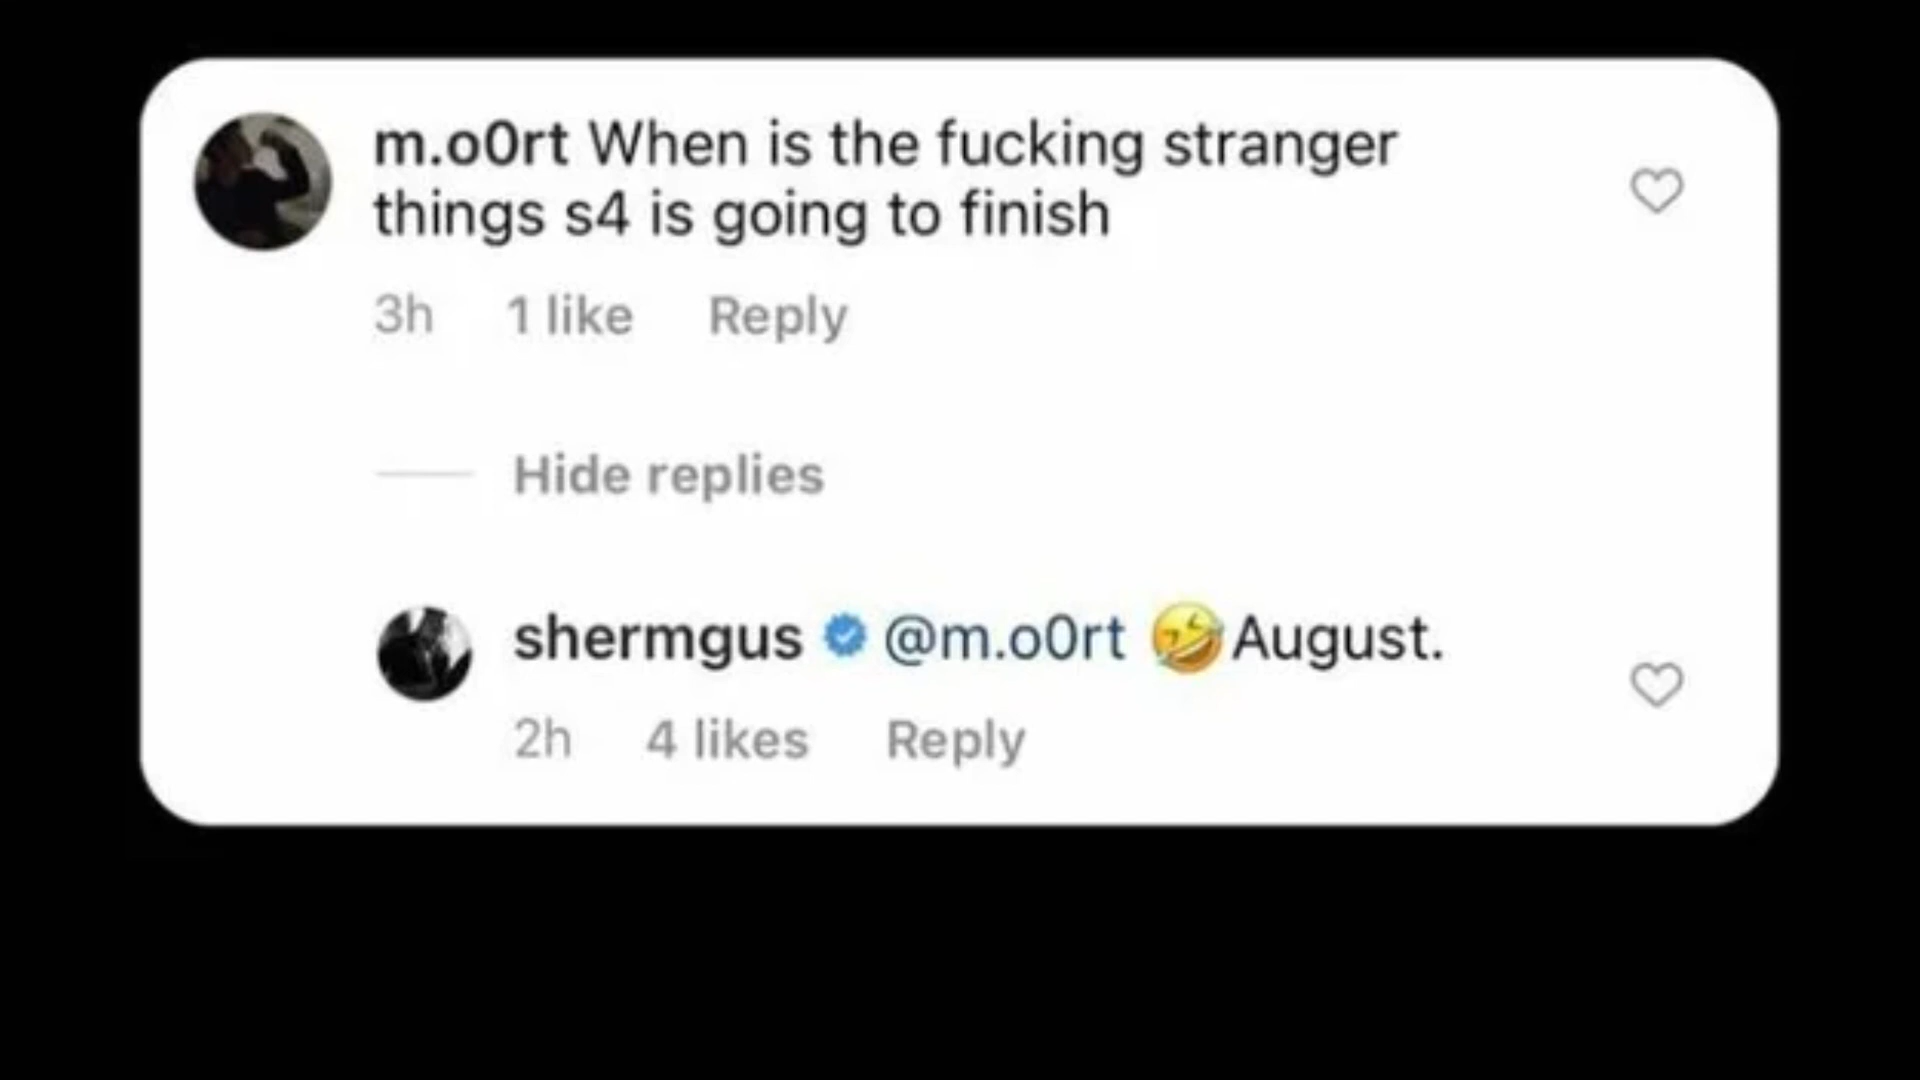 m.o0rt When is the fucking stranger
things s4 is going to finish
3h 1 like Reply
Hide replies
shermgus @m.o0rt 🤣August.
2h 4 likes Reply